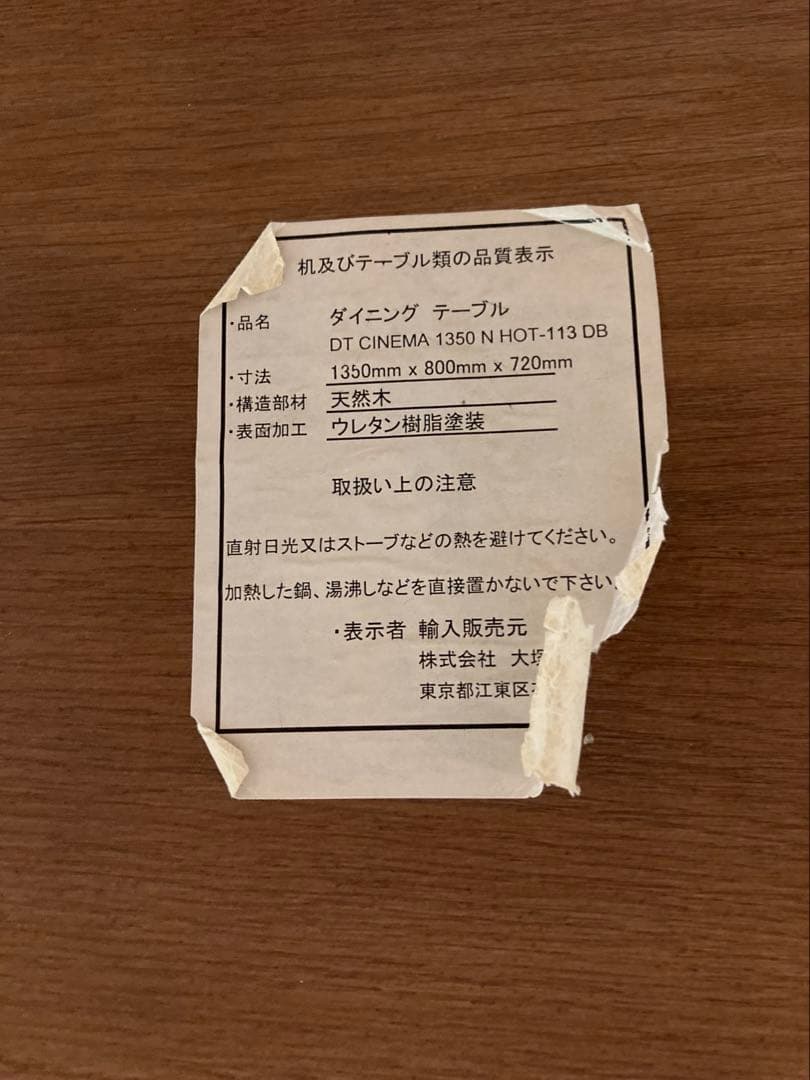 机及びテーブル類の品質表示
・品名 ダイニング テーブル
DT CINEMA 1350 N HOT-113 DB
・寸法 1350mm x 800mm x 720mm
・構造部材 天然木
・表面加工 ウレタン樹脂塗装
取扱い上の注意
直射日光又はストーブなどの熱を避けてください。
加熱した鍋、湯沸しなどを直接置かないで下さい
・表示者 輸入販売元
株式会社 大塚
東京都江東区